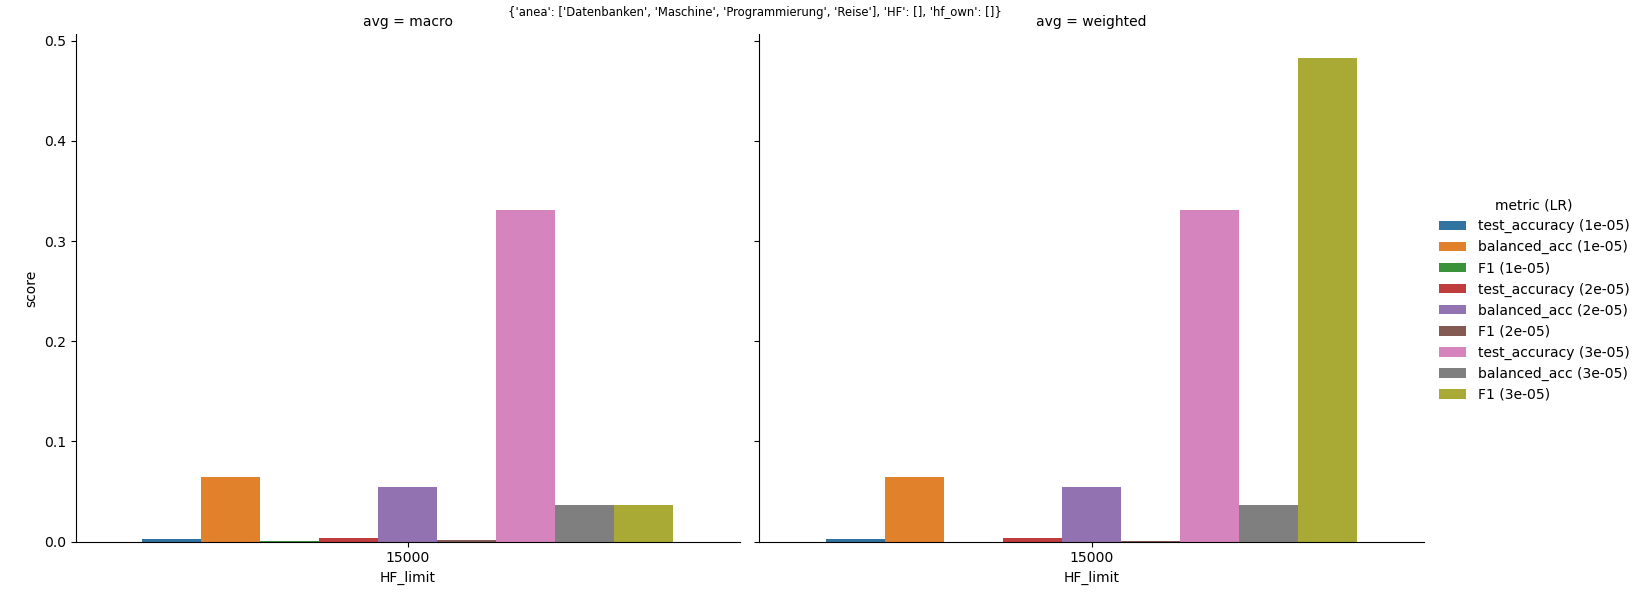 {'anea': ['Datenbanken', 'Maschine', 'Programmierung', 'Reise'], 'HF': [], 'hf_own': []}
avg = macro
avg = weighted
0.5
0.4
0.3
0.2
0.1
0.0
score
15000
HF_limit
15000
HF_limit
metric (LR)
test_accuracy (1e-05)
balanced_acc (1e-05)
F1 (1e-05)
test_accuracy (2e-05)
balanced_acc (2e-05)
F1 (2e-05)
test_accuracy (3e-05)
balanced_acc (3e-05)
F1 (3e-05)